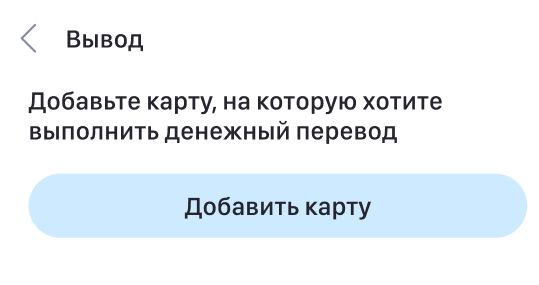 Вывод
Добавьте карту, на которую хотите
выполнить денежный перевод
Добавить карту